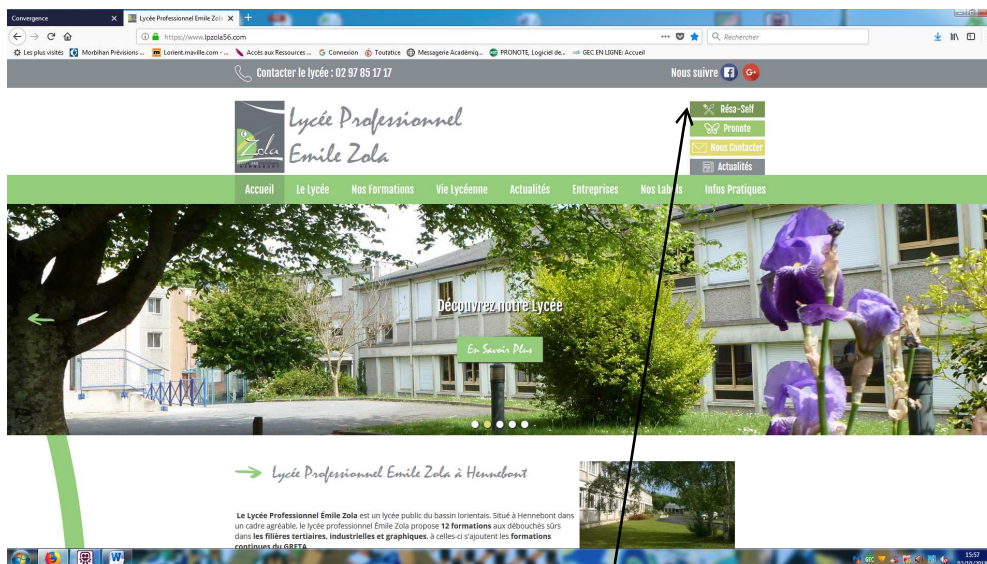 Convergence
Lycée Professionnel Emile Zola
https://www.lpzola56.com
Rechercher
Les plus visités
Morbihan Prévisions ...
Lorient.maville.com - ...
Accès aux Ressources ...
Connexion
Toutatice
Messagerie Académiq...
PRONOTE, Logiciel de...
GEC EN LIGNE: Accueil
Contacter le lycée : 02 97 85 17 17
Nous suivre
Lycée Professionnel
Emile Zola
Zola
Résa-Self
Pronote
Nous Contacter
Actualités
Accueil
Le Lycée
Nos Formations
Vie Lycéenne
Actualités
Entreprises
Nos Labels
Infos Pratiques
Découvrez notre Lycée
En Savoir Plus
Lycée Professionnel Emile Zola à Hennebont
Le Lycée Professionnel Émile Zola est un lycée public du bassin lorientais. Situé à Hennebont dans
un cadre agréable, le lycée professionnel Émile Zola propose 12 formations aux débouchés sûrs
dans les filières tertiaires, industrielles et graphiques, à celles-ci s'ajoutent les formations
continues du GRETA
GEC
15:57